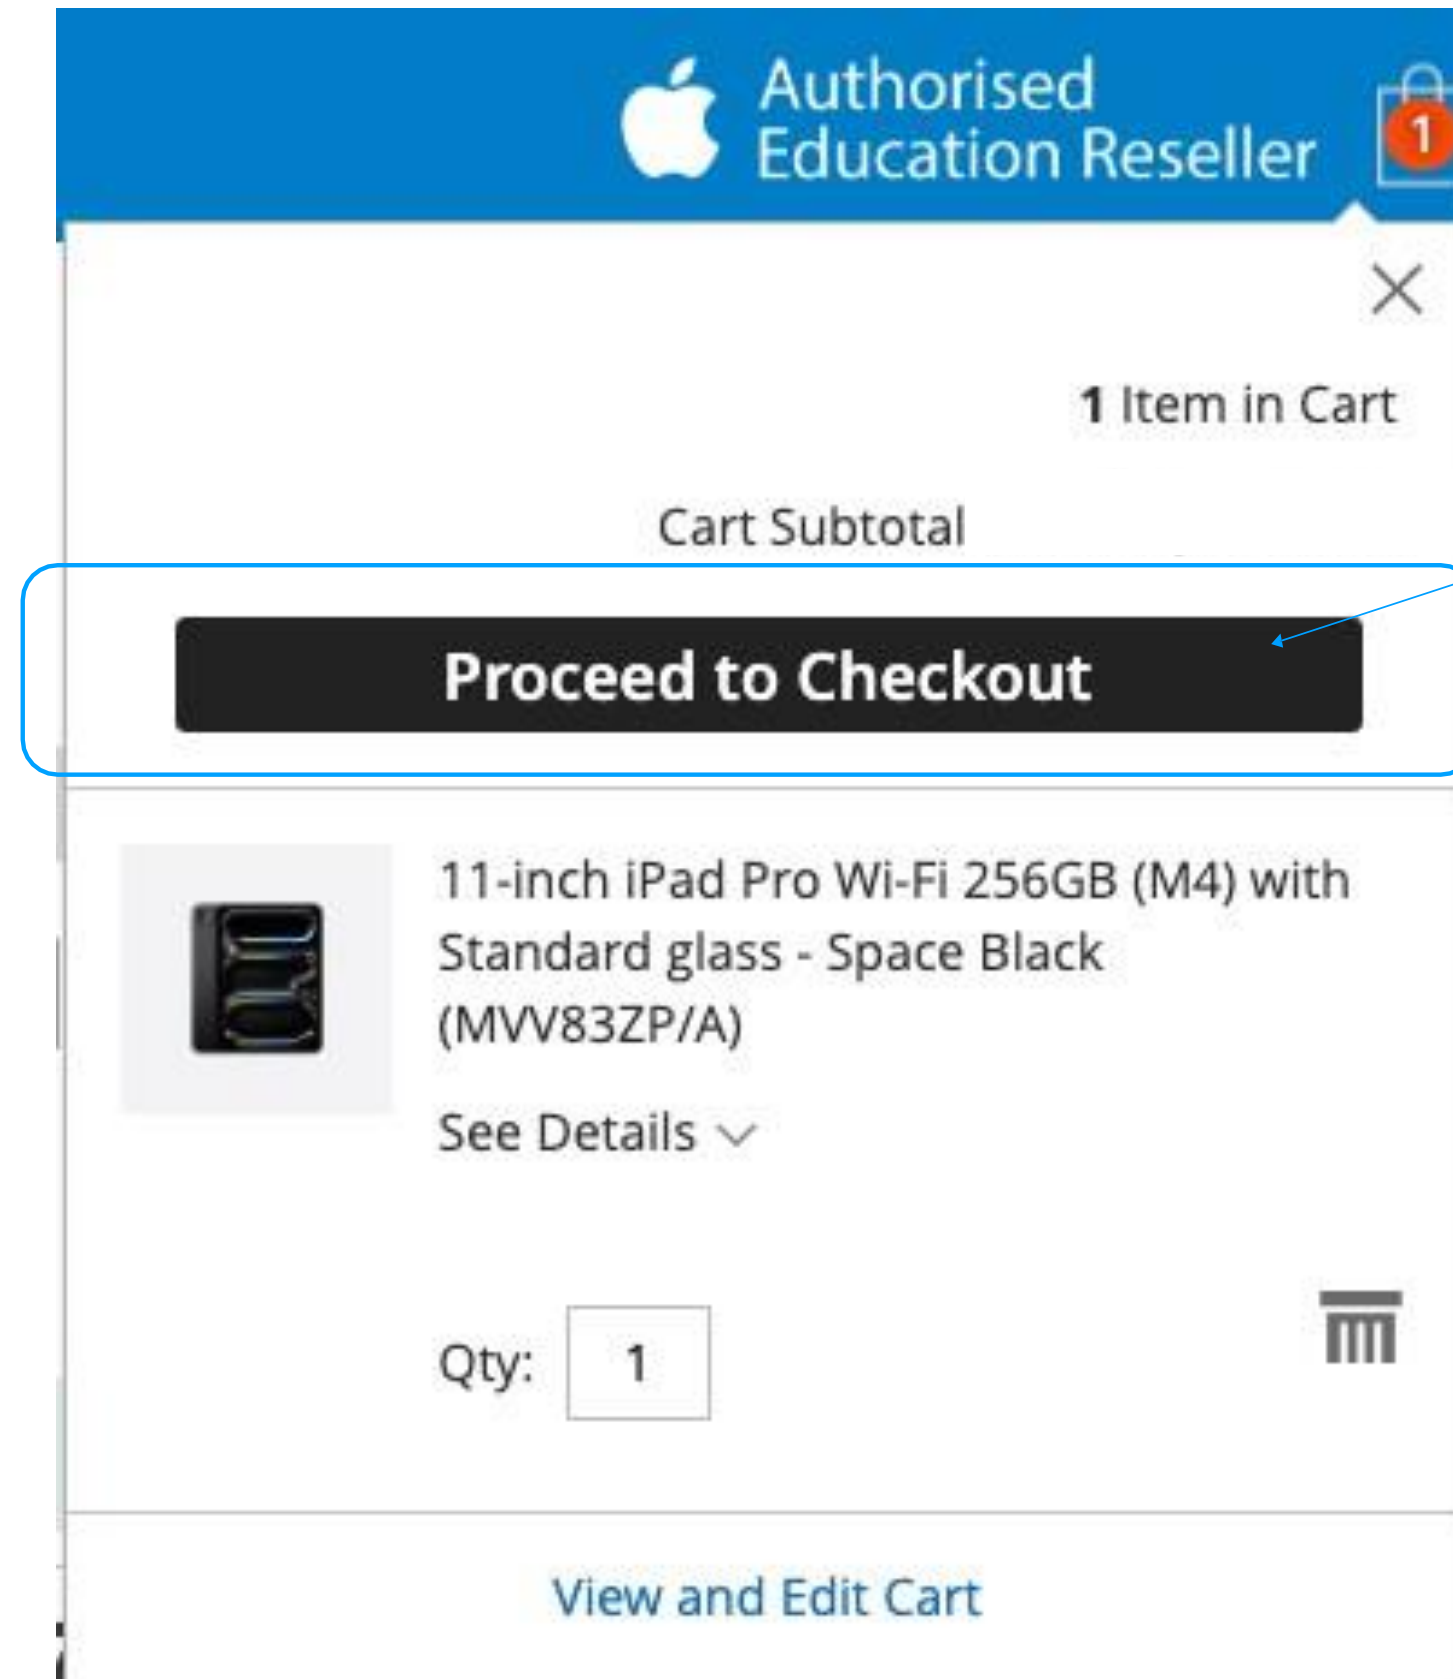 Authorised
Education Reseller
1
1 Item in Cart
Cart Subtotal
Proceed to Checkout
11-inch iPad Pro Wi-Fi 256GB (M4) with
Standard glass - Space Black
(MVV83ZP/A)
See Details
Qty: 1
View and Edit Cart